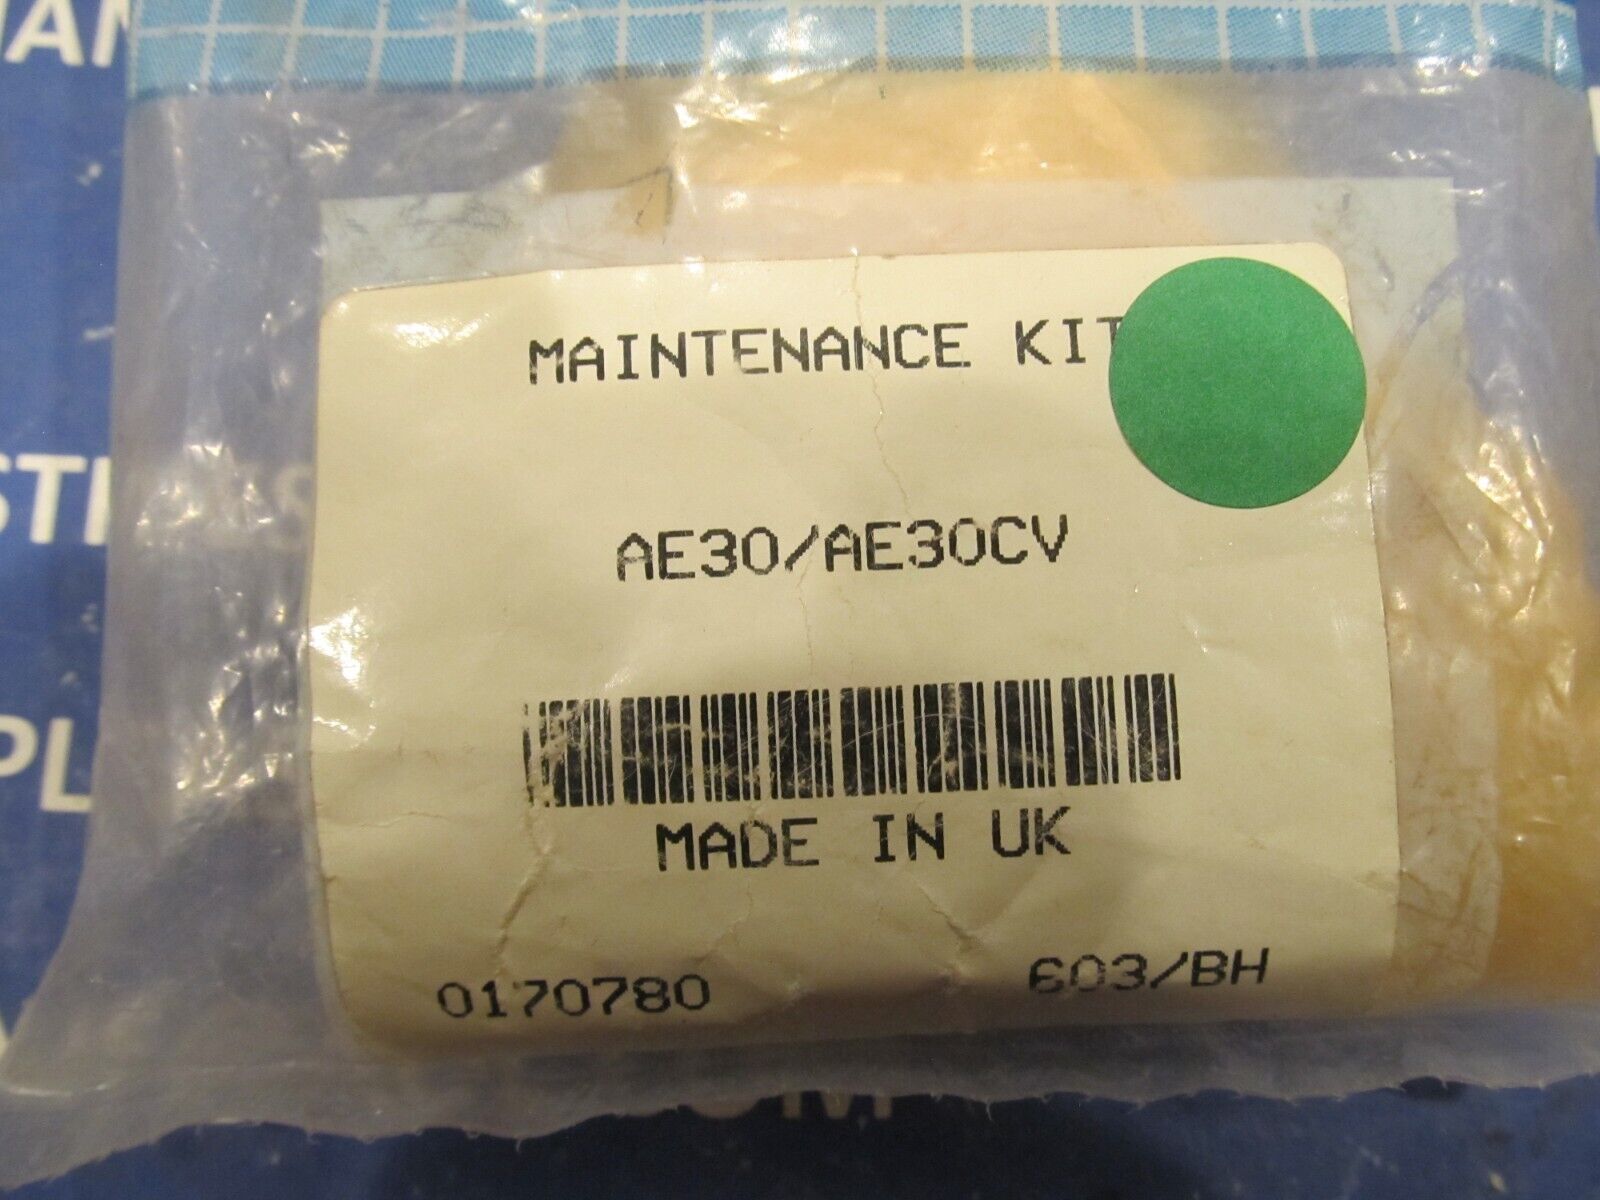 MAINTENANCE KIT
AE30/AE30CV
MADE IN UK
0170780 603/BH